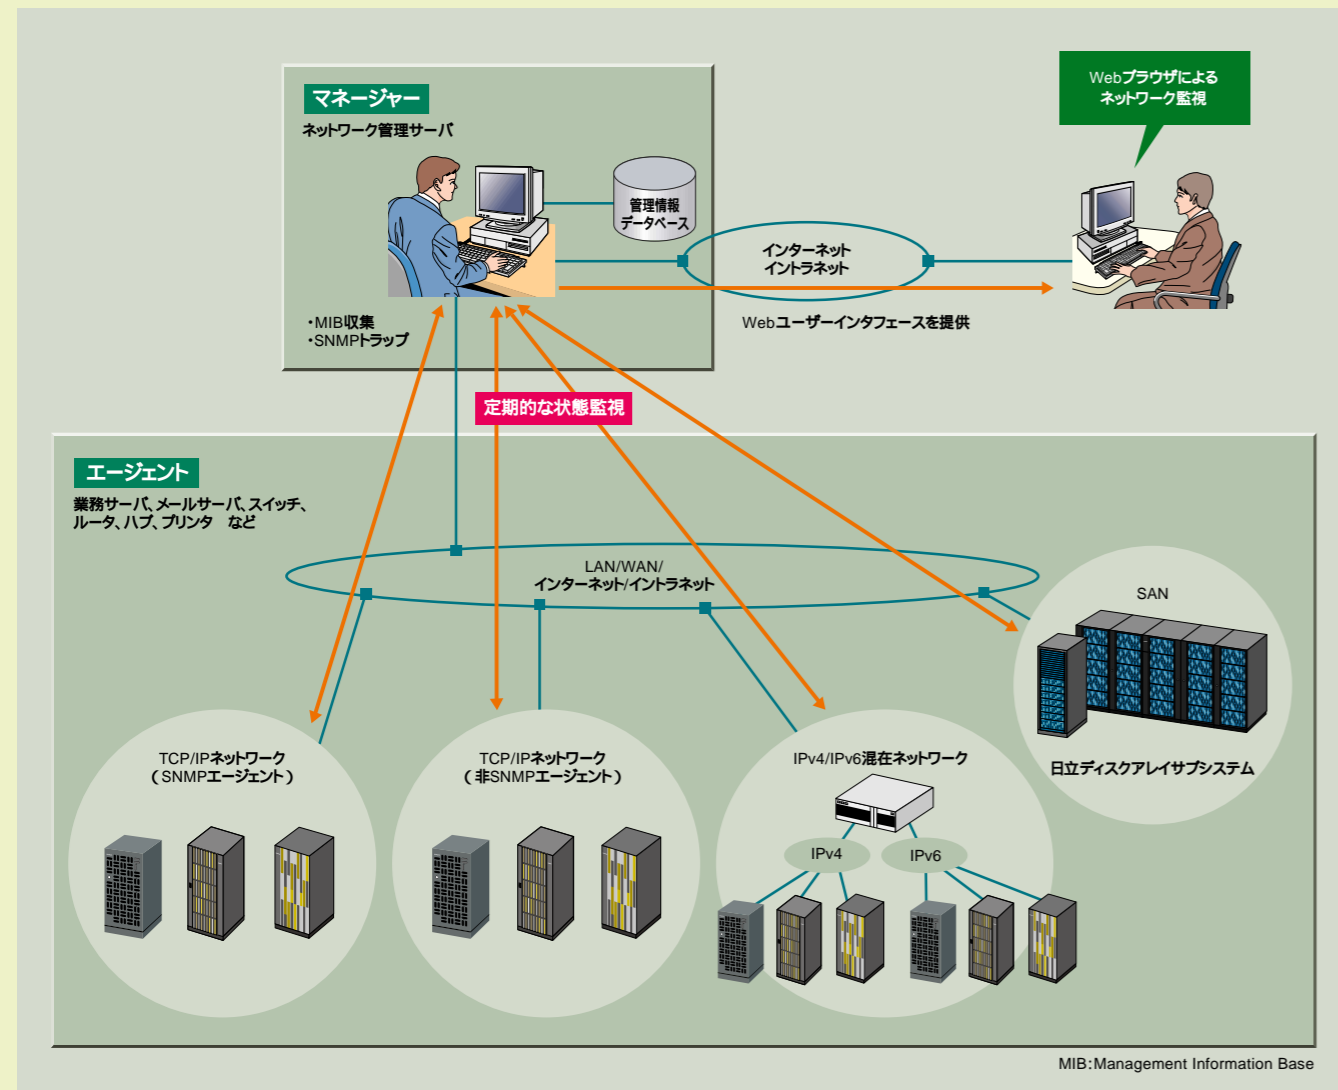 マネージャー
ネットワーク管理サーバ
管理情報
データベース
・MIB収集
・SNMPトラップ
Webブラウザによる
ネットワーク監視
インターネット
イントラネット
Webユーザーインタフェースを提供
定期的な状態監視
エージェント
業務サーバ、メールサーバ、スイッチ、
ルータ、ハブ、プリンタ　など
LAN/WAN/
インターネット/イントラネット
SAN
日立ディスクアレイサブシステム
TCP/IPネットワーク
（SNMPエージェント）
TCP/IPネットワーク
（非SNMPエージェント）
IPv4/IPv6混在ネットワーク
IPv4
IPv6
MIB:Management Information Base